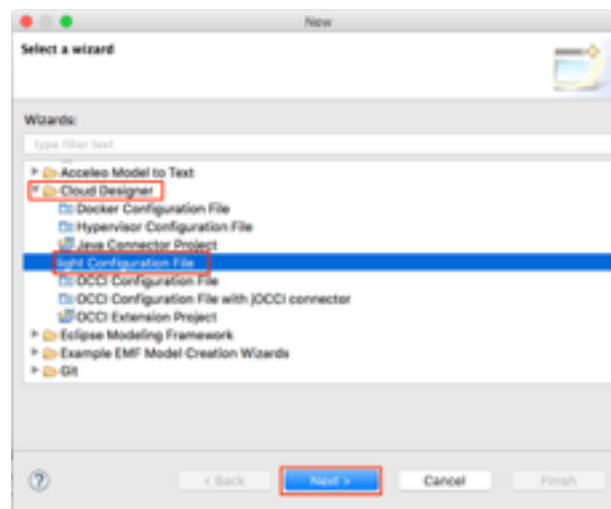 New
Select a wizard
Wizards:
type filter text
Acceleo Model to Text
Cloud Designer
Docker Configuration File
Hypervisor Configuration File
Java Connector Project
light Configuration File
OCCI Configuration File
OCCI Configuration File with jOCCI connector
OCCI Extension Project
Eclipse Modeling Framework
Example EMF Model Creation Wizards
Git
? < Back Next > Cancel Finish